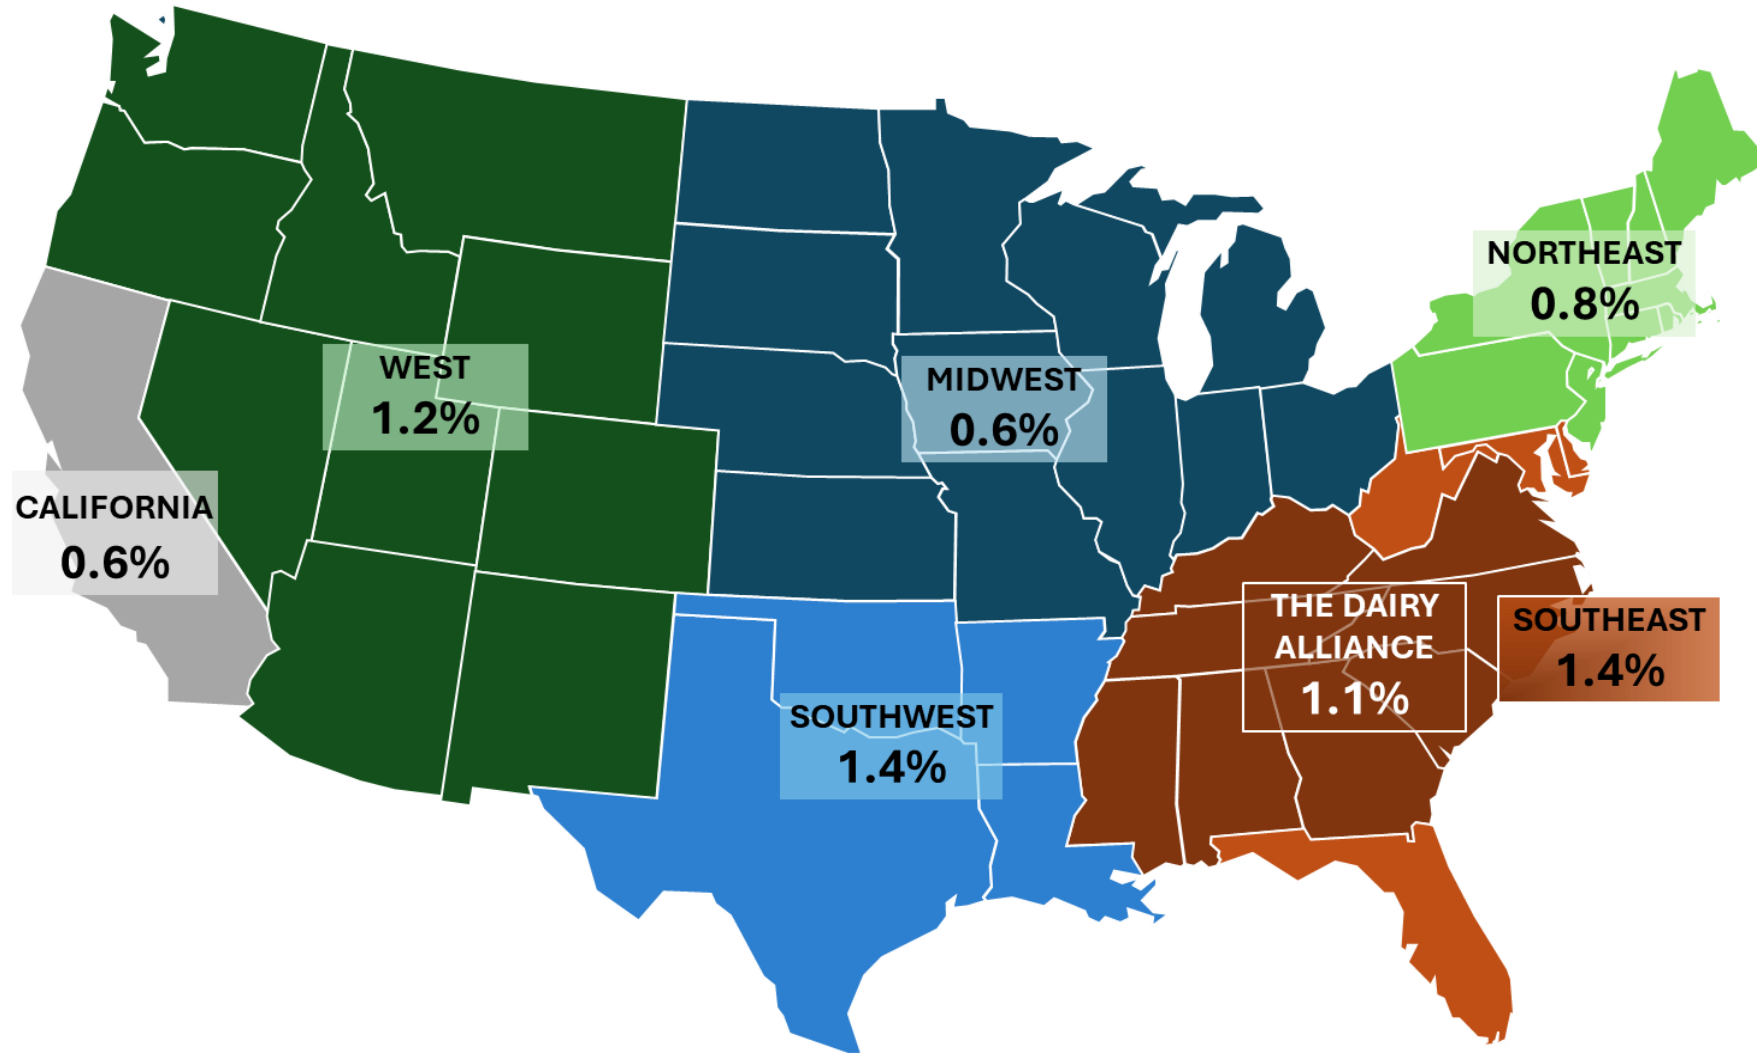 NORTHEAST
0.8%
WEST
1.2%
MIDWEST
0.6%
CALIFORNIA
0.6%
THE DAIRY
ALLIANCE
1.1%
SOUTHEAST
1.4%
SOUTHWEST
1.4%